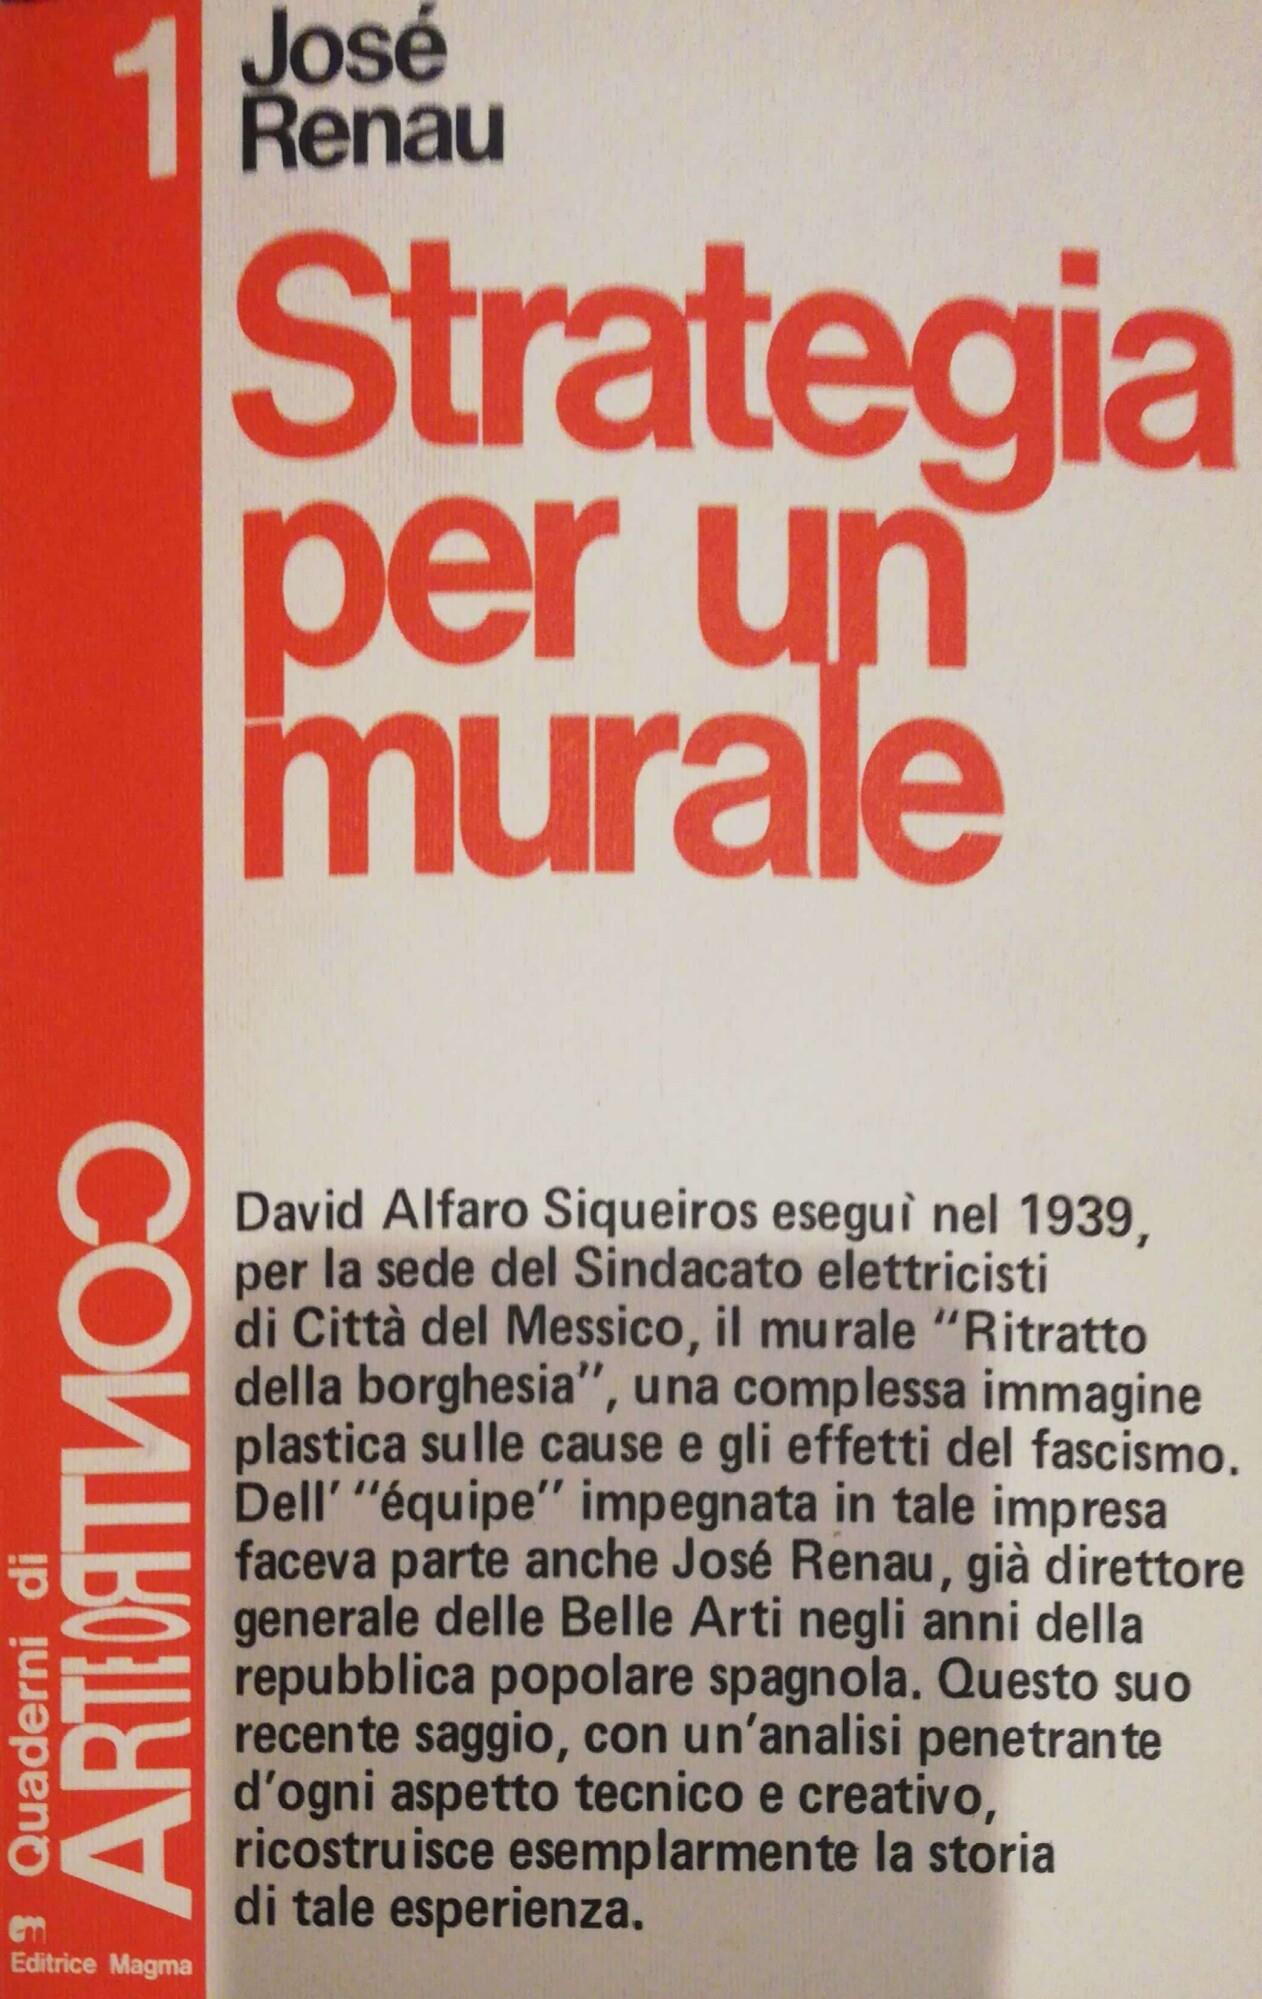 1
José
Renau
Strategia
per un
murale
David Alfaro Siqueiros eseguì nel 1939,
per la sede del Sindacato elettricisti
di Città del Messico, il murale “Ritratto
della borghesia”, una complessa immagine
plastica sulle cause e gli effetti del fascismo.
Dell’ “équipe” impegnata in tale impresa
faceva parte anche José Renau, già direttore
generale delle Belle Arti negli anni della
repubblica popolare spagnola. Questo suo
recente saggio, con un’analisi penetrante
d’ogni aspetto tecnico e creativo,
ricostruisce esemplarmente la storia
di tale esperienza.
Quaderni di
ARTECONTRO
Editrice Magma